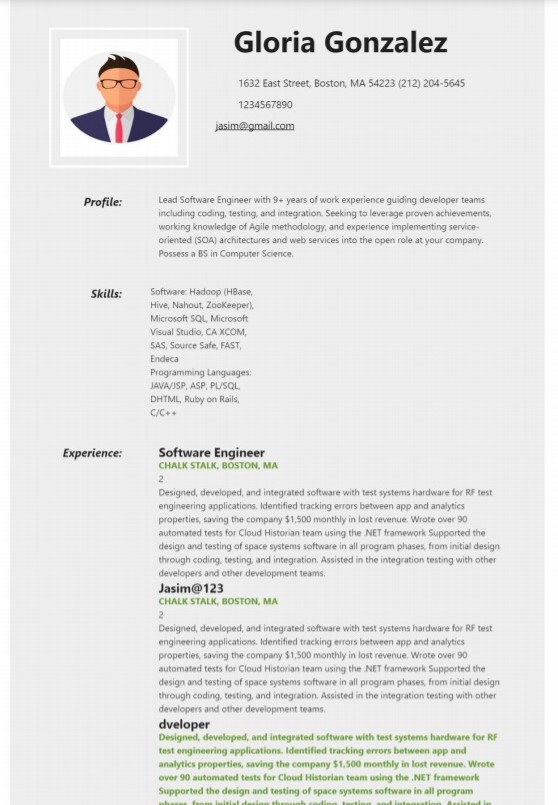 Gloria Gonzalez
1632 East Street, Boston, MA 54223 (212) 204-5645
1234567890
jasim@gmail.com
Profile:
Lead Software Engineer with 9+ years of work experience guiding developer teams
including coding, testing, and integration. Seeking to leverage proven achievements,
working knowledge of Agile methodology, and experience implementing service-
oriented (SOA) architectures and web services into the open role at your company.
Possess a BS in Computer Science.
Skills:
Software: Hadoop (HBase,
Hive, Nahout, ZooKeeper),
Microsoft SQL, Microsoft
Visual Studio, CA XCOM,
SAS, Source Safe, FAST,
Endeca
Programming Languages:
JAVA/JSP, ASP, PL/SQL,
DHTML, Ruby on Rails,
C/C++
Experience:
Software Engineer
CHALK STALK, BOSTON, MA
2
Designed, developed, and integrated software with test systems hardware for RF test
engineering applications. Identified tracking errors between app and analytics
properties, saving the company $1,500 monthly in lost revenue. Wrote over 90
automated tests for Cloud Historian team using the .NET framework Supported the
design and testing of space systems software in all program phases, from initial design
through coding, testing, and integration. Assisted in the integration testing with other
developers and other development teams.
Jasim@123
CHALK STALK, BOSTON, MA
2
Designed, developed, and integrated software with test systems hardware for RF test
engineering applications. Identified tracking errors between app and analytics
properties, saving the company $1,500 monthly in lost revenue. Wrote over 90
automated tests for Cloud Historian team using the .NET framework Supported the
design and testing of space systems software in all program phases, from initial design
through coding, testing, and integration. Assisted in the integration testing with other
developers and other development teams.
dveloper
Designed, developed, and integrated software with test systems hardware for RF
test engineering applications. Identified tracking errors between app and
analytics properties, saving the company $1,500 monthly in lost revenue. Wrote
over 90 automated tests for Cloud Historian team using the .NET framework
Supported the design and testing of space systems software in all program
phases, from initial design through coding, testing, and integration. Assisted in